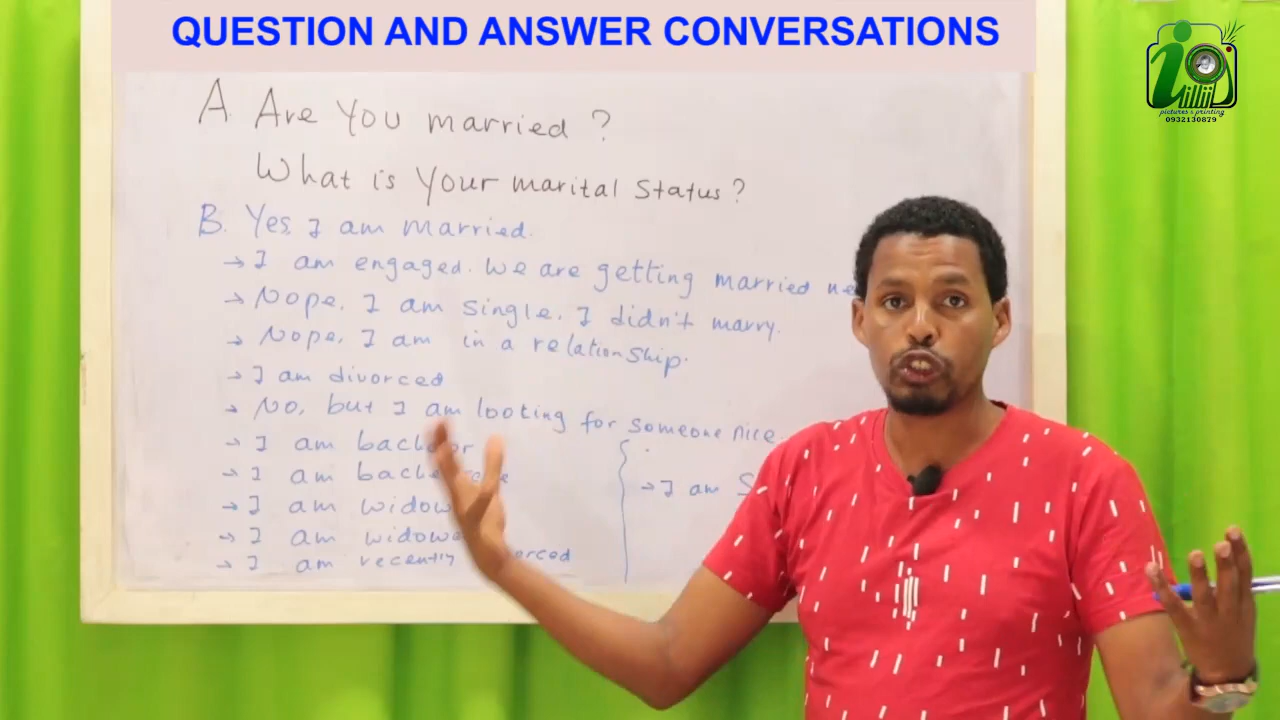 QUESTION AND ANSWER CONVERSATIONS
A. Are you married?
What is your marital status?
B. Yes, I am married.
→ I am engaged. We are getting married
→ Nope, I am single. I didn't marry.
→ Nope, I am in a relationship.
→ I am divorced
→ No, but I am looking for someone nice.
→ I am
→ I am
→ I am
→ I am
→ I am recently
→ I am
pictures & printing
0932130879